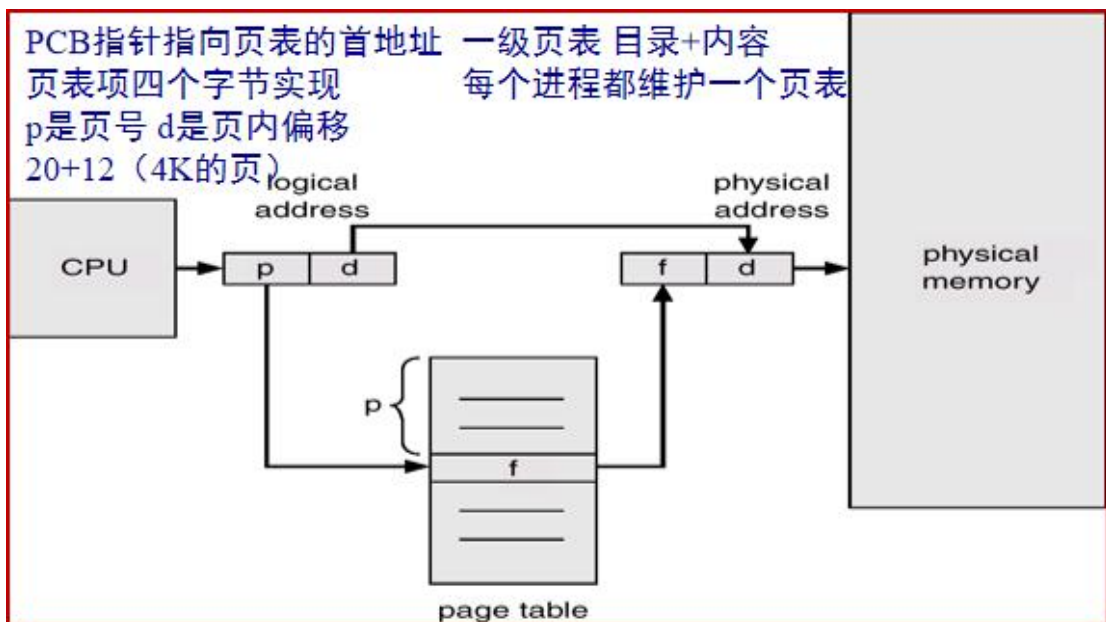 PCB指针指向页表的首地址
页表项四个字节实现
p是页号 d是页内偏移
20+12（4K的页）
一级页表 目录+内容
每个进程都维护一个页表
logical
address
physical
address
CPU
p
d
f
d
physical
memory
p
f
page table